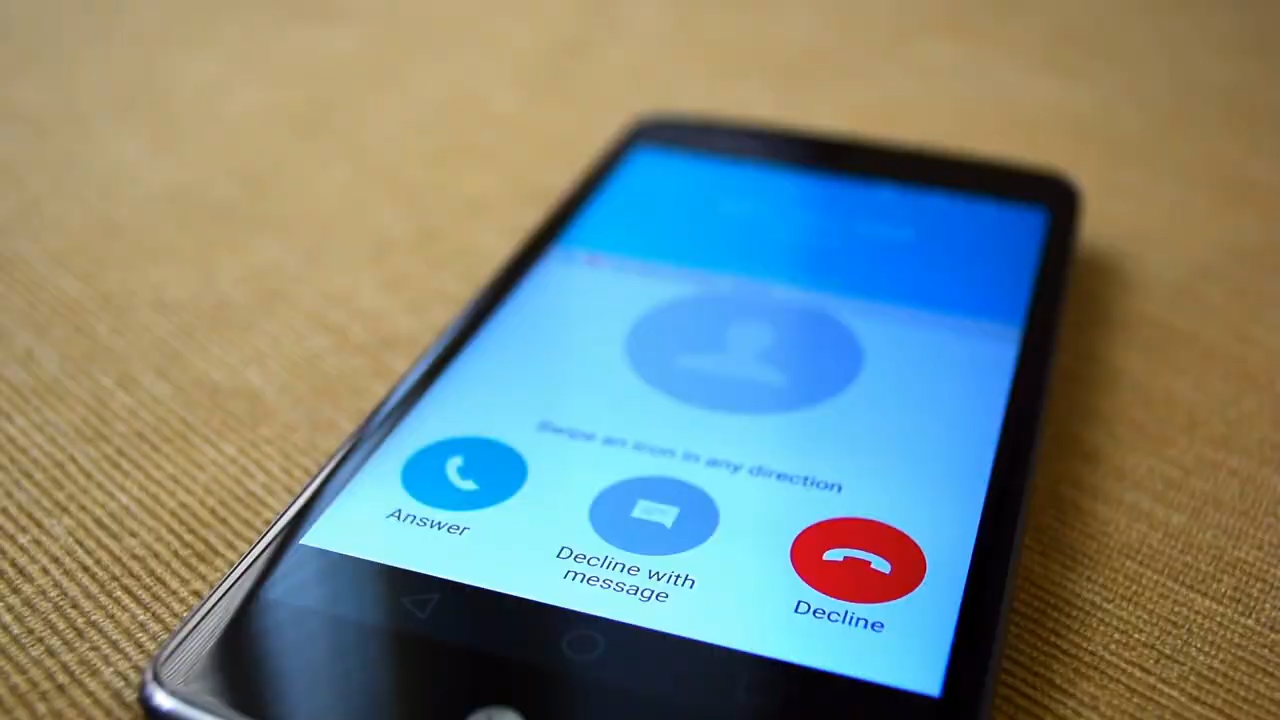 Swipe an icon in any direction
Answer
Decline with
message
Decline